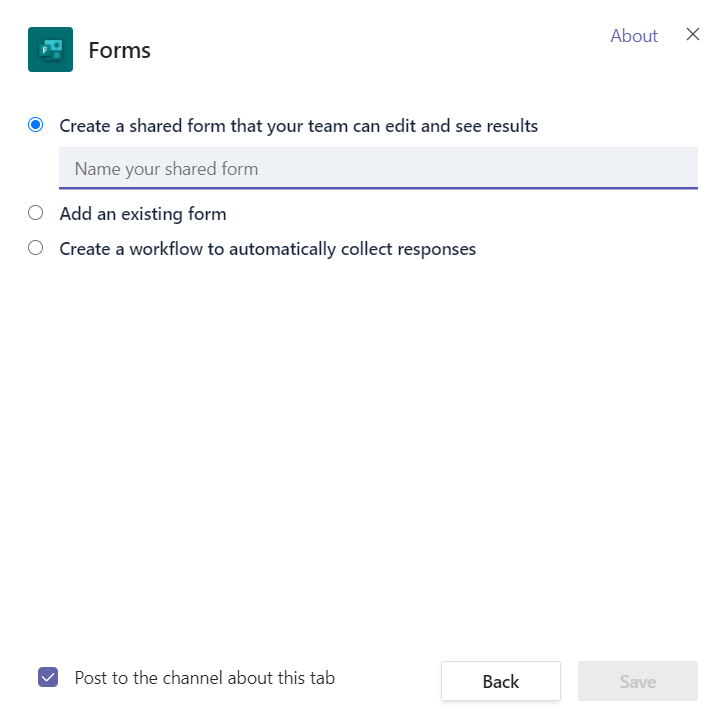 Forms
About
Create a shared form that your team can edit and see results
Name your shared form
Add an existing form
Create a workflow to automatically collect responses
Post to the channel about this tab
Back
Save